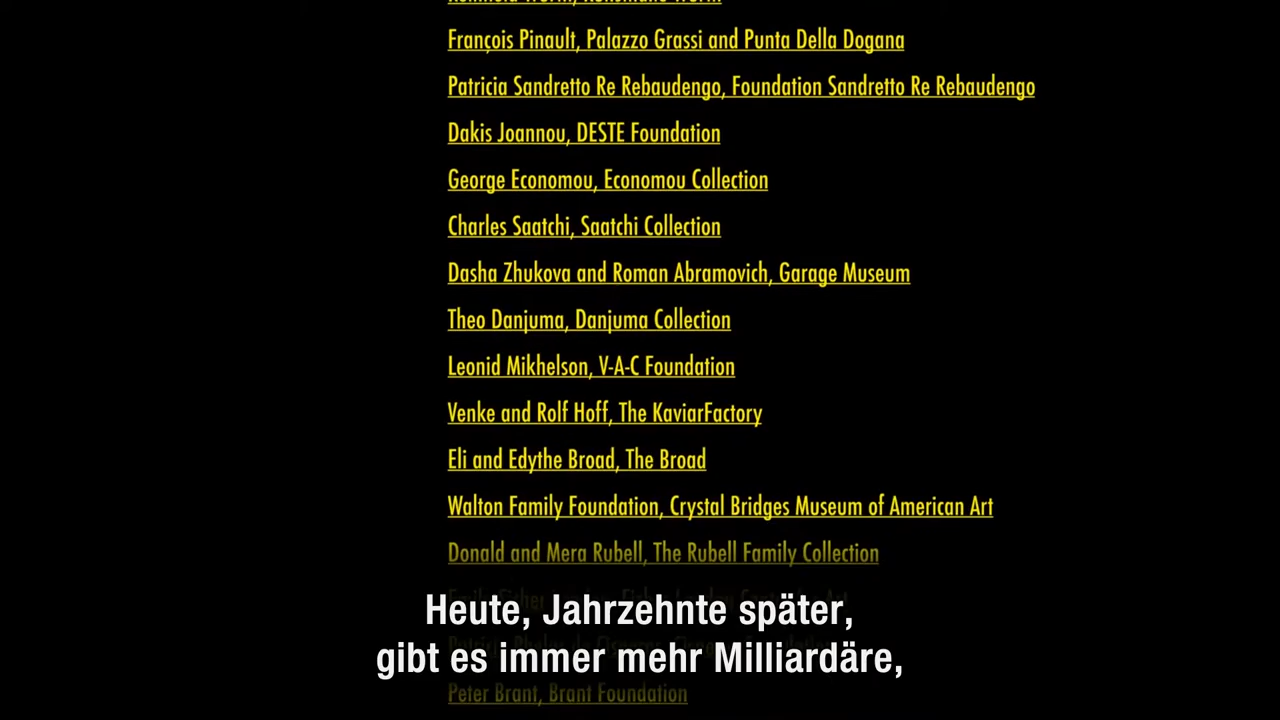 François Pinault, Palazzo Grassi and Punta Della Dogana
Patricia Sandretto Re Rebaudengo, Foundation Sandretto Re Rebaudengo
Dakis Joannou, DESTE Foundation
George Economou, Economou Collection
Charles Saatchi, Saatchi Collection
Dasha Zhukova and Roman Abramovich, Garage Museum
Theo Danjuma, Danjuma Collection
Leonid Mikhelson, V-A-C Foundation
Venke and Rolf Hoff, The KaviarFactory
Eli and Edythe Broad, The Broad
Walton Family Foundation, Crystal Bridges Museum of American Art
Donald and Mera Rubell, The Rubell Family Collection
Heute, Jahrzehnte später,
gibt es immer mehr Milliardäre,
Peter Brant, Brant Foundation